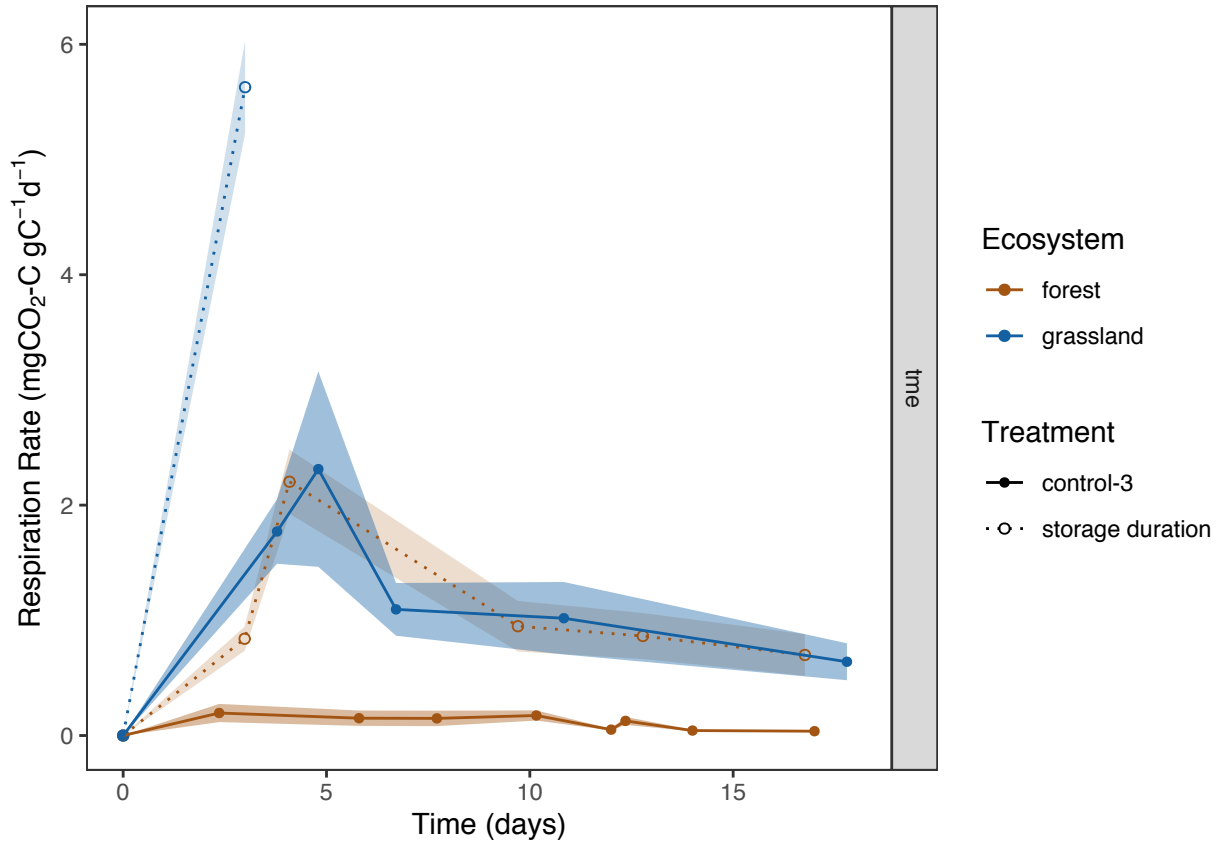 6
4
2
0
0
5
10
15
Time (days)
Respiration Rate (mgCO₂-C gC⁻¹d⁻¹)
tme
Ecosystem
forest
grassland
Treatment
control-3
storage duration